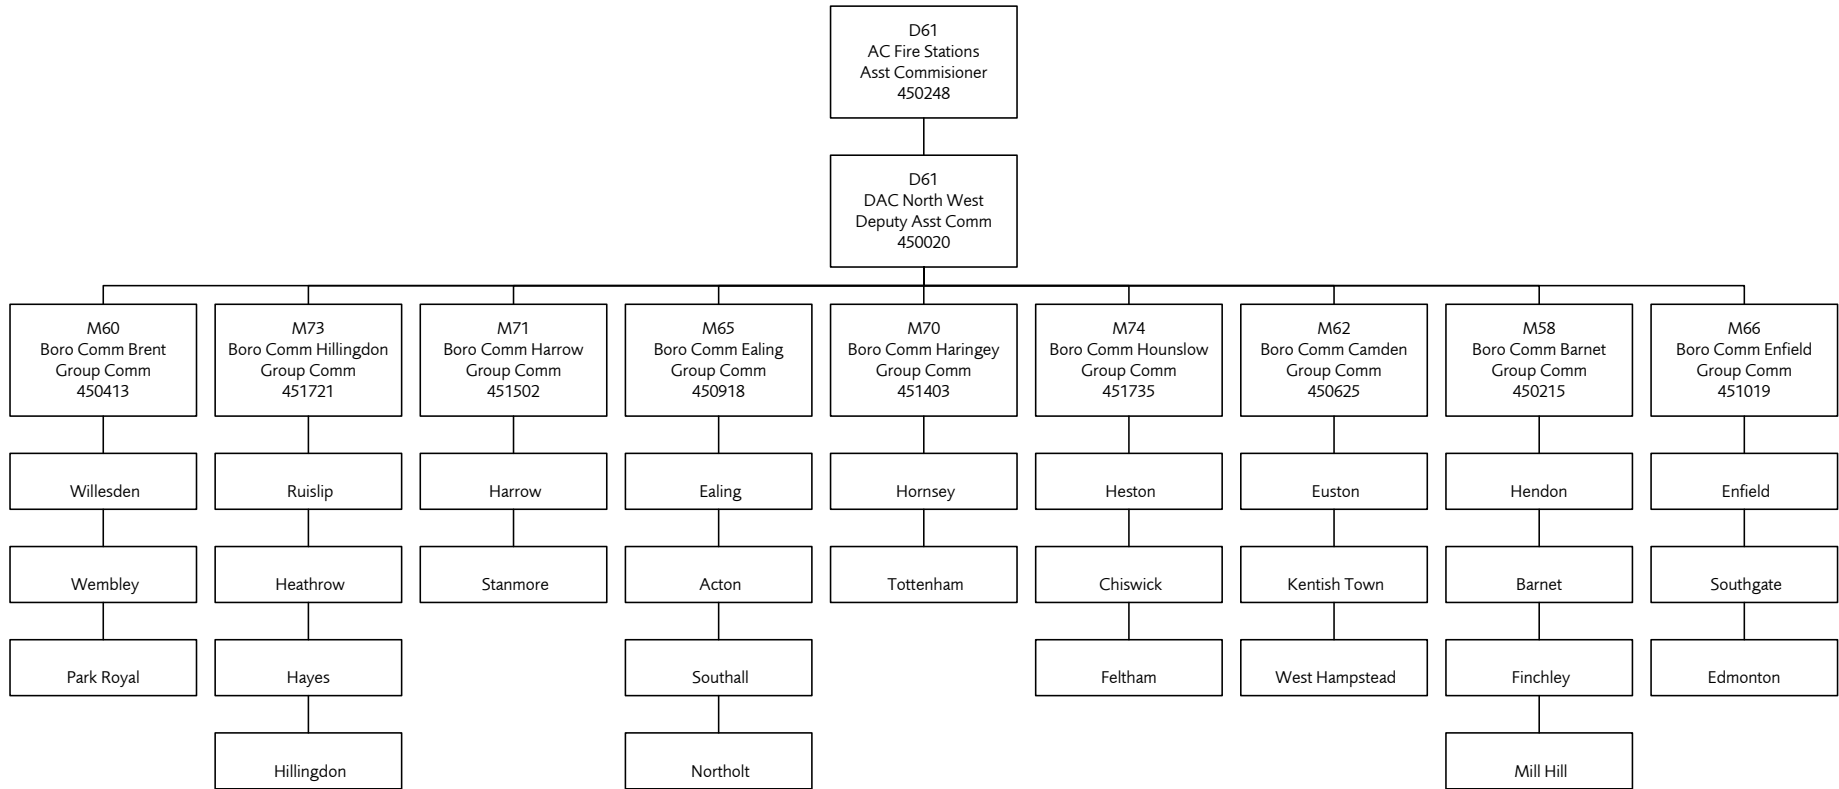 D61
AC Fire Stations
Asst Commisioner
450248
D61
DAC North West
Deputy Asst Comm
450020
M60
Boro Comm Brent
Group Comm
450413
M73
Boro Comm Hillingdon
Group Comm
451721
M71
Boro Comm Harrow
Group Comm
451502
M65
Boro Comm Ealing
Group Comm
450918
M70
Boro Comm Haringey
Group Comm
451403
M74
Boro Comm Hounslow
Group Comm
451735
M62
Boro Comm Camden
Group Comm
450625
M58
Boro Comm Barnet
Group Comm
450215
M66
Boro Comm Enfield
Group Comm
451019
Willesden
Ruislip
Harrow
Ealing
Hornsey
Heston
Euston
Hendon
Enfield
Wembley
Heathrow
Stanmore
Acton
Tottenham
Chiswick
Kentish Town
Barnet
Southgate
Park Royal
Hayes
Southall
Feltham
West Hampstead
Finchley
Edmonton
Hillingdon
Northolt
Mill Hill